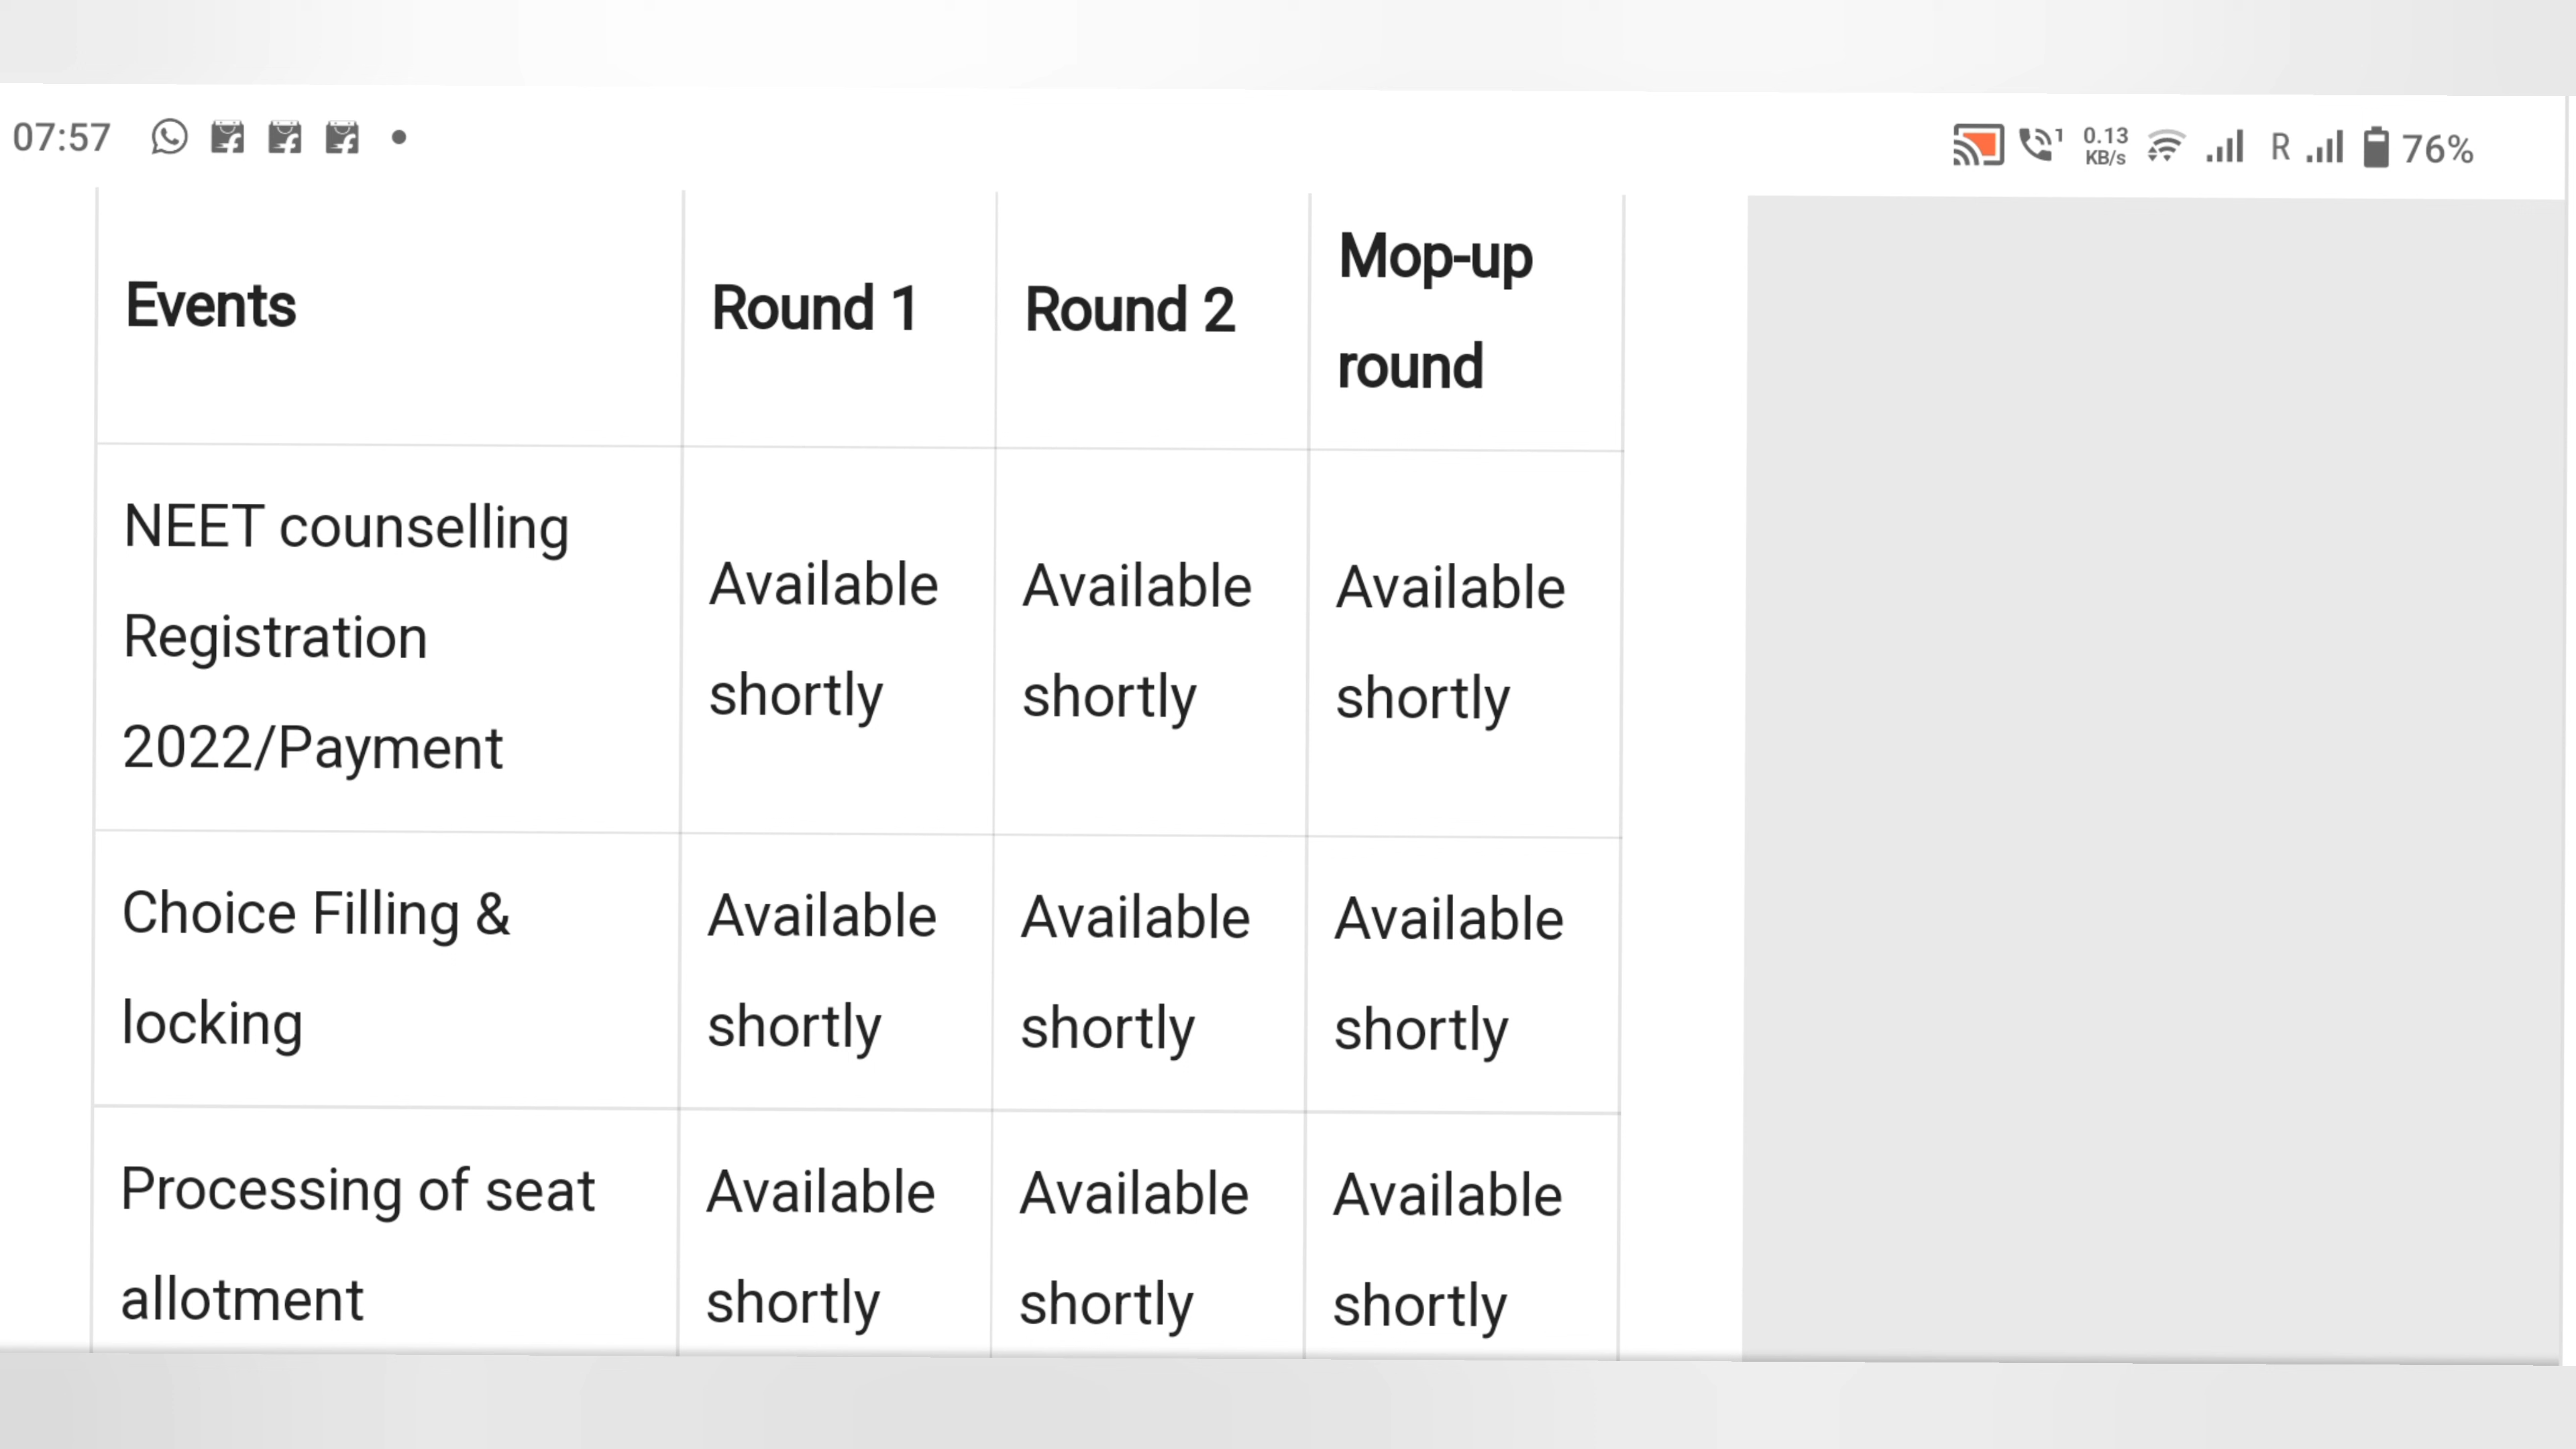 07:57
0.13
KB/s
R
76%
Events
Round 1
Round 2
Mop-up
round
NEET counselling
Registration
2022/Payment
Available
shortly
Available
shortly
Available
shortly
Choice Filling &
locking
Available
shortly
Available
shortly
Available
shortly
Processing of seat
allotment
Available
shortly
Available
shortly
Available
shortly